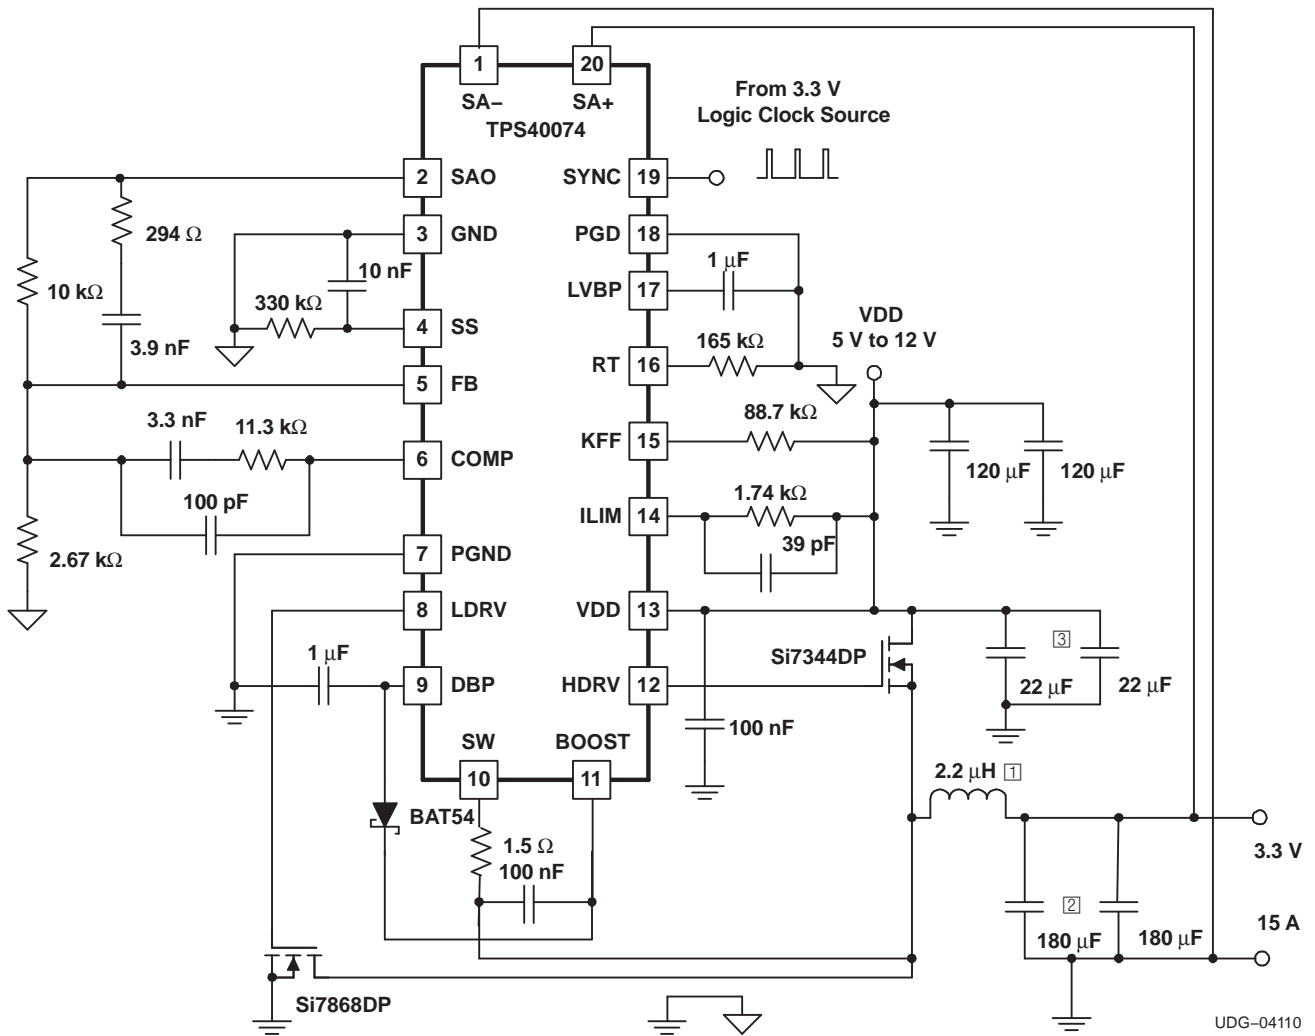 1
20
SA–
SA+
TPS40074
From 3.3 V
Logic Clock Source
2
SAO
SYNC
19
294 Ω
3
GND
PGD
18
10 kΩ
10 nF
1 μF
LVBP
17
330 kΩ
4
SS
VDD
5 V to 12 V
3.9 nF
165 kΩ
RT
16
5
FB
88.7 kΩ
3.3 nF
11.3 kΩ
KFF
15
6
COMP
120 μF
120 μF
100 pF
1.74 kΩ
ILIM
14
39 pF
2.67 kΩ
7
PGND
8
LDRV
VDD
13
1 μF
Si7344DP
3
9
DBP
HDRV
12
22 μF
22 μF
100 nF
SW
BOOST
10
11
2.2 μH 1
BAT54
1.5 Ω
100 nF
3.3 V
2
15 A
180 μF
180 μF
Si7868DP
UDG–04110